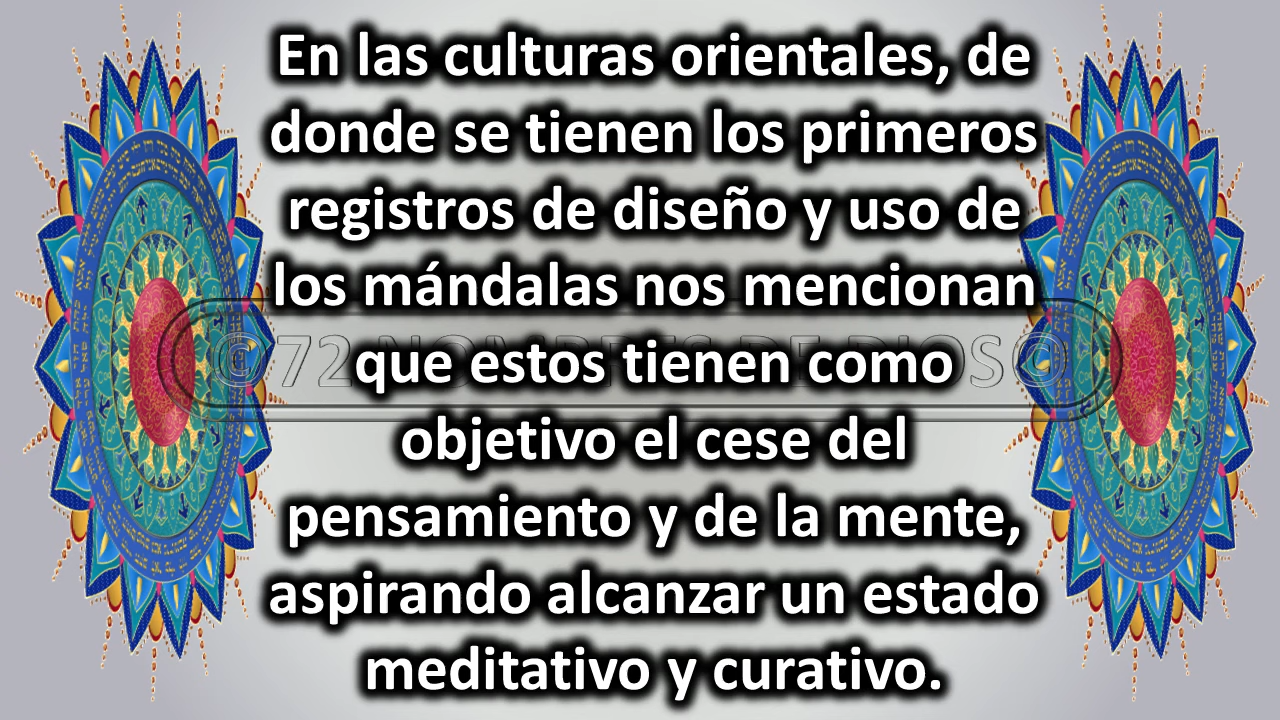 En las culturas orientales, de
donde se tienen los primeros
registros de diseño y uso de
los mándalas nos mencionan
que estos tienen como
objetivo el cese del
pensamiento y de la mente,
aspirando alcanzar un estado
meditativo y curativo.